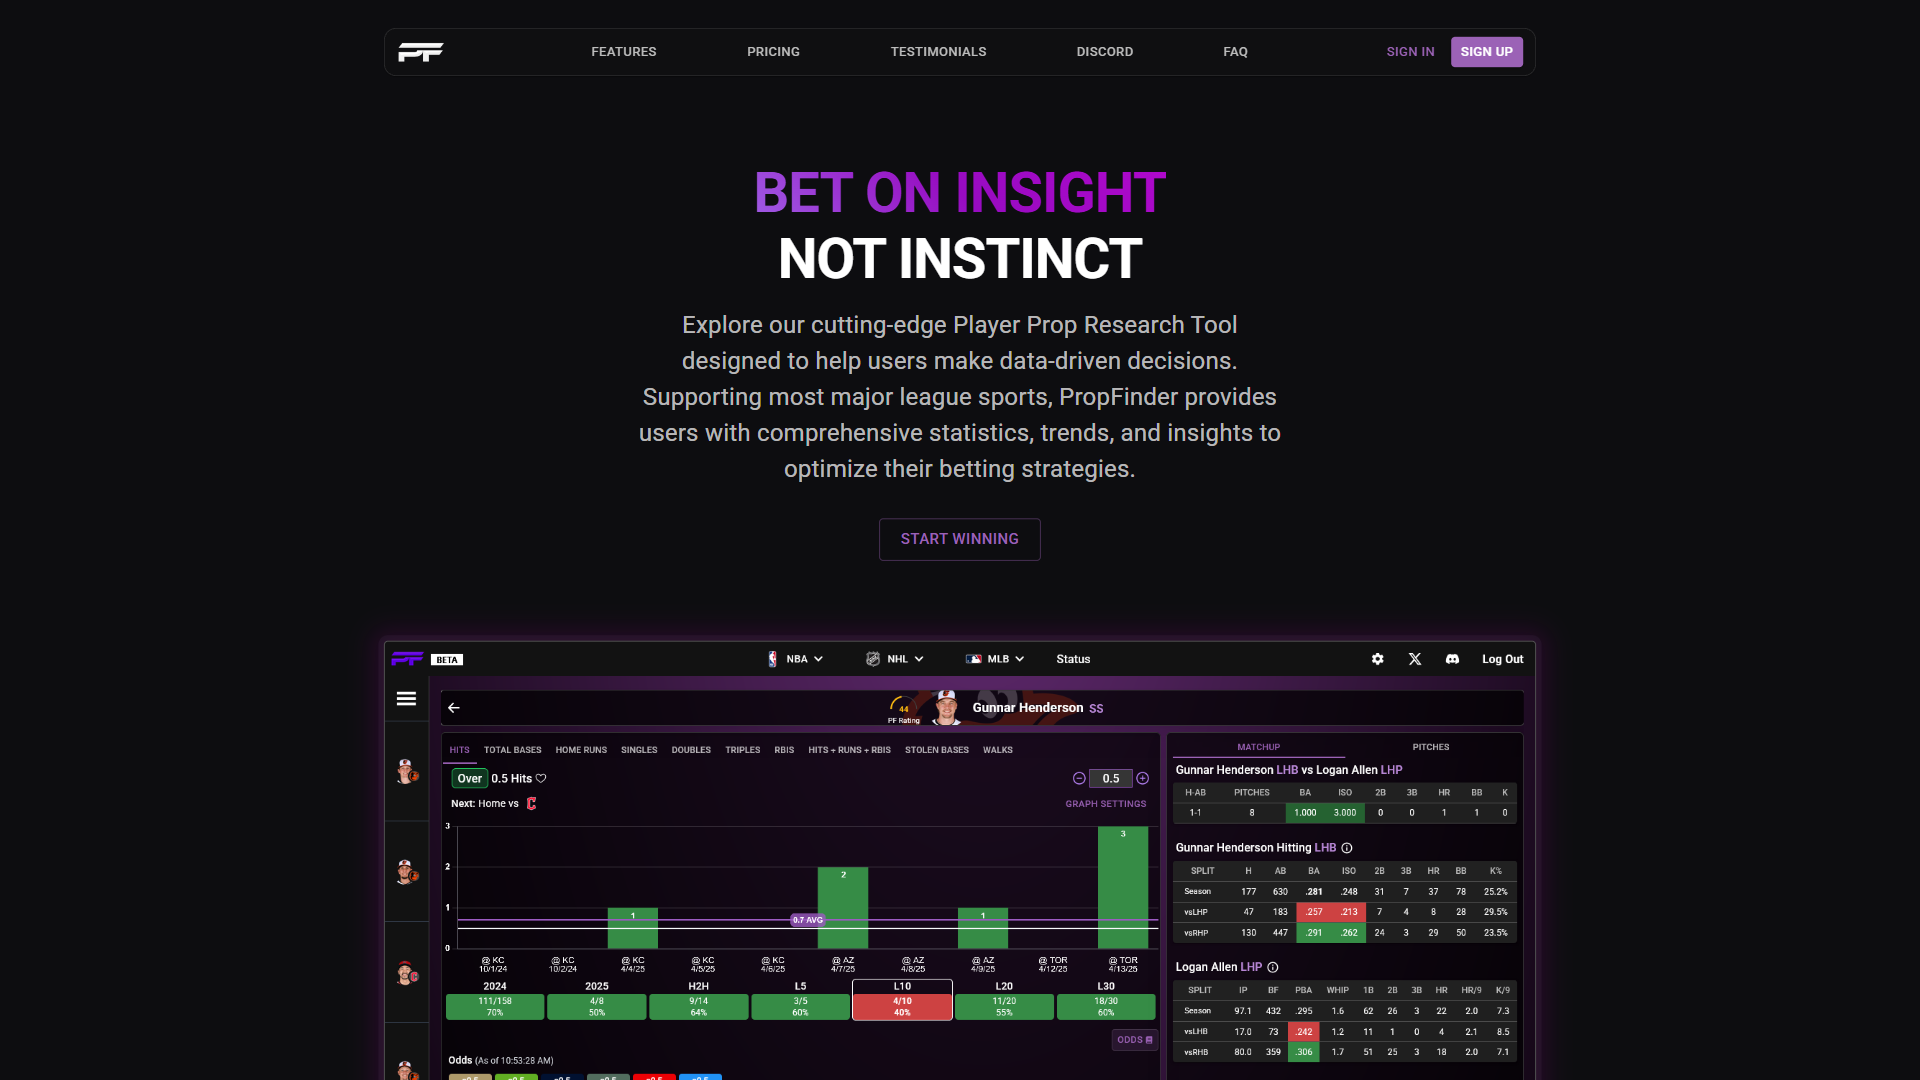 PF
FEATURES
PRICING
TESTIMONIALS
DISCORD
FAQ
SIGN IN
SIGN UP
BET ON INSIGHT
NOT INSTINCT
Explore our cutting-edge Player Prop Research Tool
designed to help users make data-driven decisions.
Supporting most major league sports, PropFinder provides
users with comprehensive statistics, trends, and insights to
optimize their betting strategies.
START WINNING
PF BETA
NBA
NHL
MLB
Status
Log Out
44
PF Rating
Gunnar Henderson SS
HITS TOTAL BASES HOME RUNS SINGLES DOUBLES TRIPLES RBIS HITS + RUNS + RBIS STOLEN BASES WALKS
Over 0.5 Hits
0.5
Next: Home vs
GRAPH SETTINGS
3
2
1
0
1
2
1
3
0.7 AVG
@ KC @ KC @ KC @ KC @ KC @ AZ @ AZ @ AZ @ TOR @ TOR
10/1/24 10/2/24 4/4/25 4/5/25 4/6/25 4/7/25 4/8/25 4/9/25 4/12/25 4/13/25
2024 2025 H2H L5 L10 L20 L30
111/158 4/8 9/14 3/5 4/10 11/20 18/30
70% 50% 64% 60% 40% 55% 60%
ODDS
Odds (As of 10:53:28 AM)
MATCHUP PITCHES
Gunnar Henderson LHB vs Logan Allen LHP
H-AB PITCHES BA ISO 2B 3B HR BB K
1-1 8 1.000 3.000 0 0 1 1 0
Gunnar Henderson Hitting LHB
SPLIT H AB BA ISO 2B 3B HR BB K%
Season 177 630 .281 .248 31 7 37 78 25.2%
vsLHP 47 183 .257 .213 7 4 8 28 29.5%
vsRHP 130 447 .291 .262 24 3 29 50 23.5%
Logan Allen LHP
SPLIT IP BF PBA WHIP 1B 2B 3B HR HR/9 K/9
Season 97.1 432 .295 1.6 62 26 3 22 2.0 7.3
vsLHB 17.0 73 .242 1.2 11 1 0 4 2.1 8.5
vsRHB 80.0 359 .306 1.7 51 25 3 18 2.0 7.1